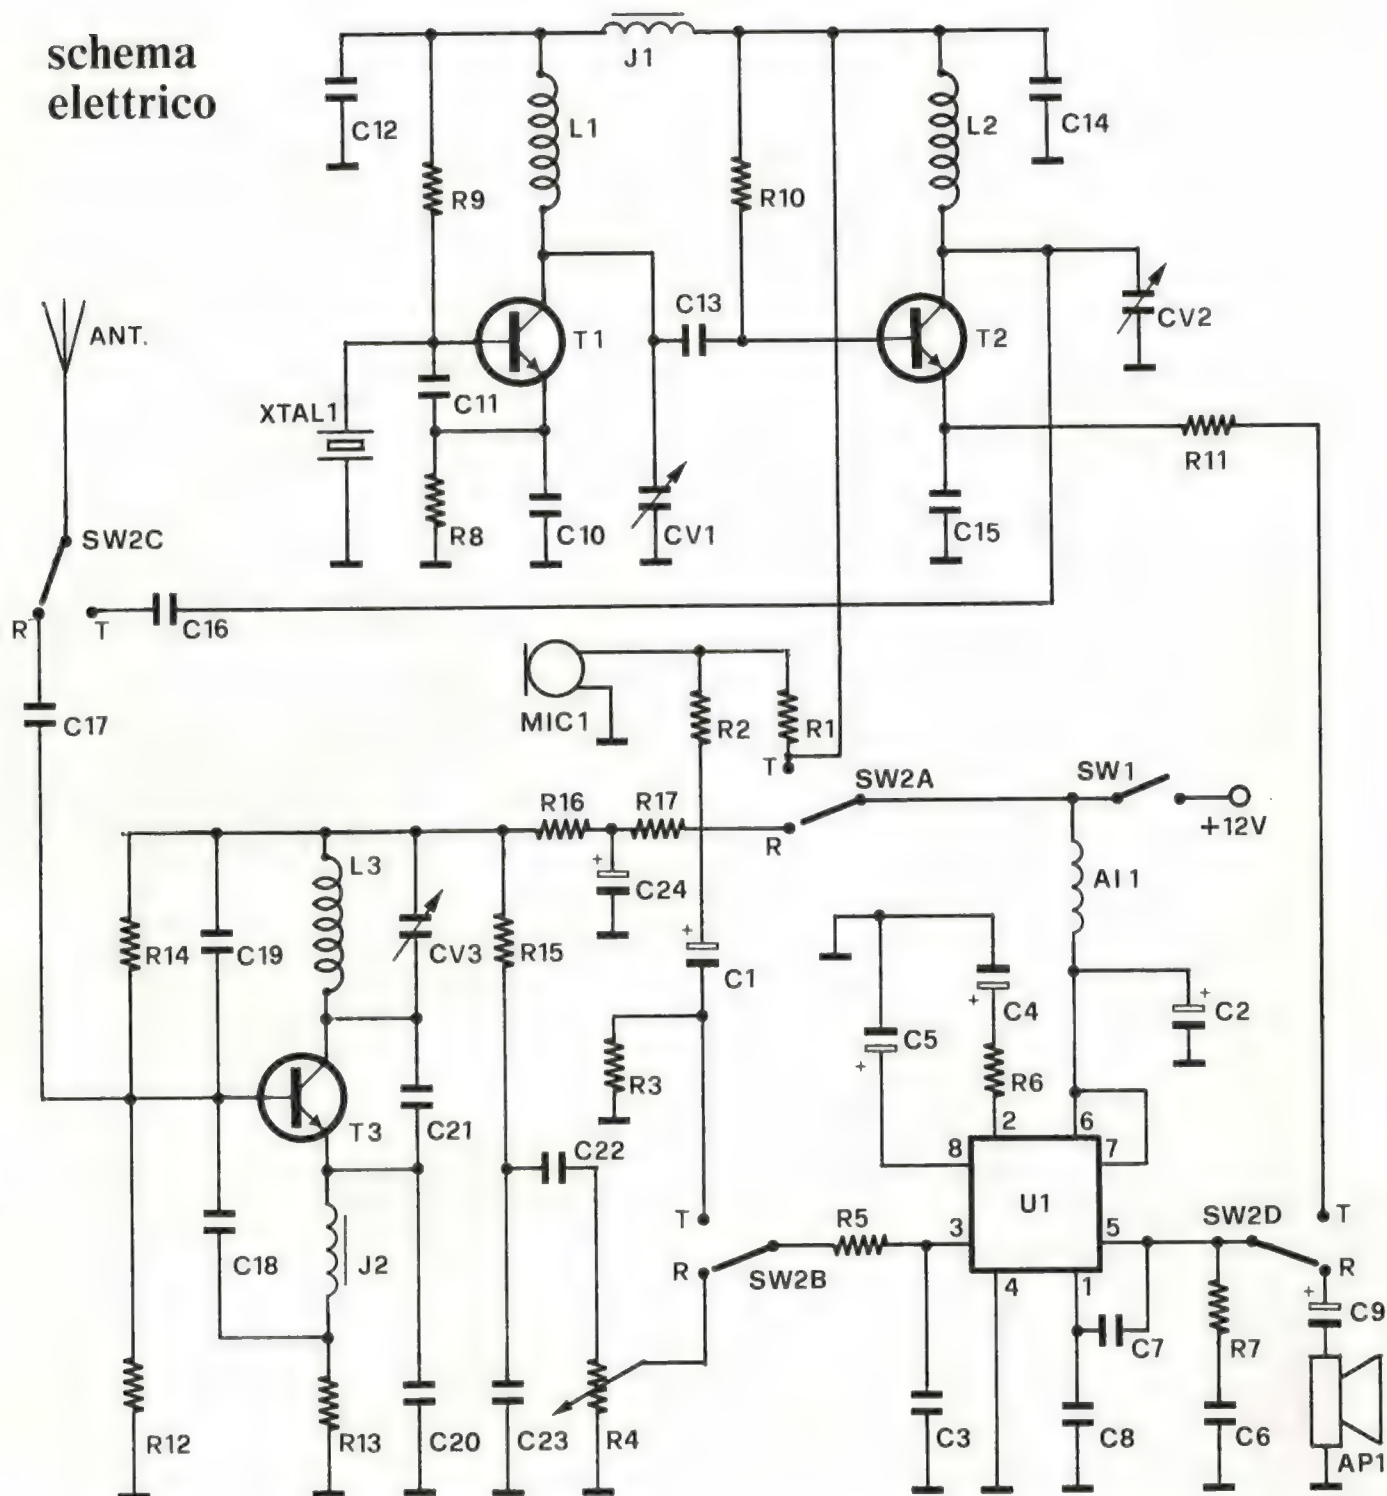 schema
elettrico
J1
C12
L1
L2
C14
R9
R10
ANT.
C13
T1
T2
CV2
XTAL1
C11
R11
SW2C
R8
C10
CV1
C15
R
T
C16
MIC1
R2
R1
C17
T
SW2A
SW1
+12V
R16
R17
R
L3
+
C24
AI 1
R14
C19
CV3
R15
+
C1
C4
+
C2
+
C5
+
R3
R6
T3
C21
C22
2
6
8
7
U1
T
R5
3
5
SW2D
T
C18
J2
R
SW2B
4
1
R
+
C9
C7
R7
R12
R13
C20
C23
R4
C3
C8
C6
AP1